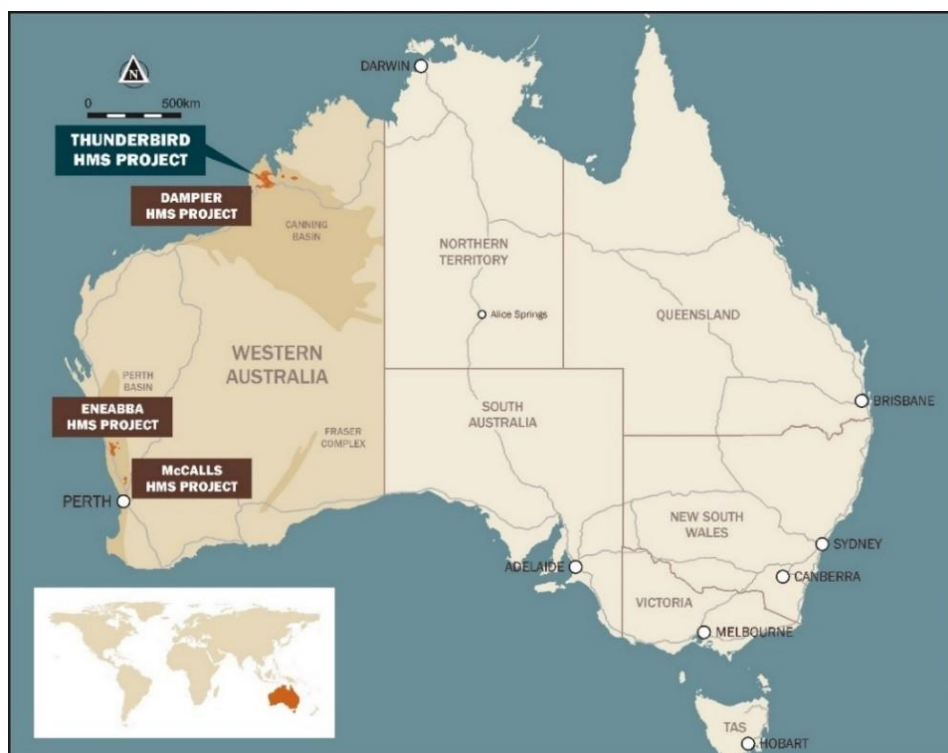 DARWIN
N
0 500km
THUNDERBIRD
HMS PROJECT
DAMPIER
HMS PROJECT
CANNING
BASIN
NORTHERN
TERRITORY
Alice Springs
QUEENSLAND
WESTERN
AUSTRALIA
PERTH
BASIN
ENEABBA
HMS PROJECT
BRISBANE
SOUTH
AUSTRALIA
FRASER
COMPLEX
McCALLS
HMS PROJECT
PERTH
NEW SOUTH
WALES
SYDNEY
ADELAIDE
CANBERRA
VICTORIA
MELBOURNE
TAS
HOBART